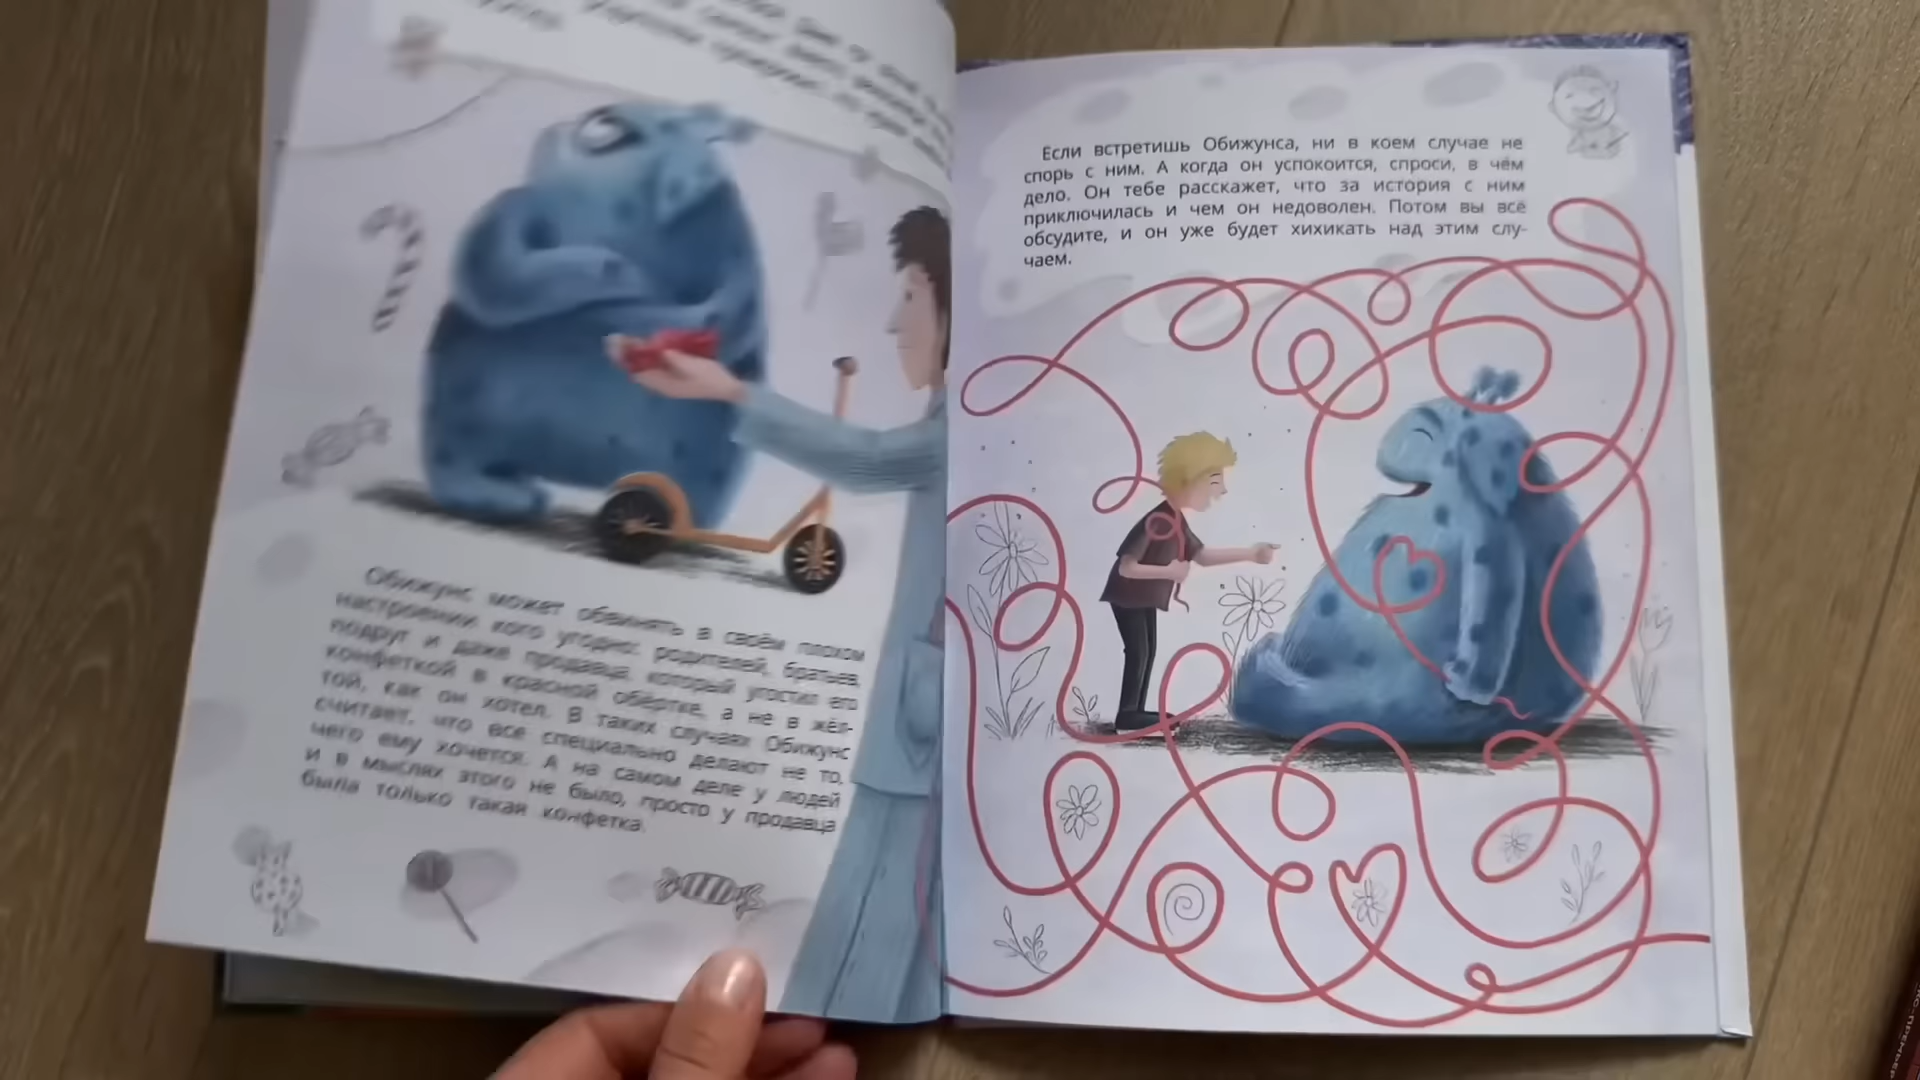 Обижунс может обвинять в своём плохом
настроении кого угодно: родителей, братьев,
подруг и даже продавца, который угостил его
конфеткой в красной обёртке, а не в жёл-
той, как он хотел. В таких случаях Обижунс
считает, что все специально делают не то,
чего ему хочется. А на самом деле у людей
и в мыслях этого не было, просто у продавца
была только такая конфетка.
Если встретишь Обижунса, ни в коем случае не
спорь с ним. А когда он успокоится, спроси, в чём
дело. Он тебе расскажет, что за история с ним
приключилась и чем он недоволен. Потом вы всё
обсудите, и он уже будет хихикать над этим слу-
чаем.